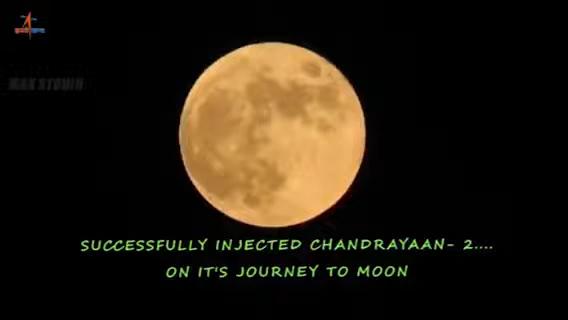 SUCCESSFULLY INJECTED CHANDRAYAAN- 2....
ON IT'S JOURNEY TO MOON